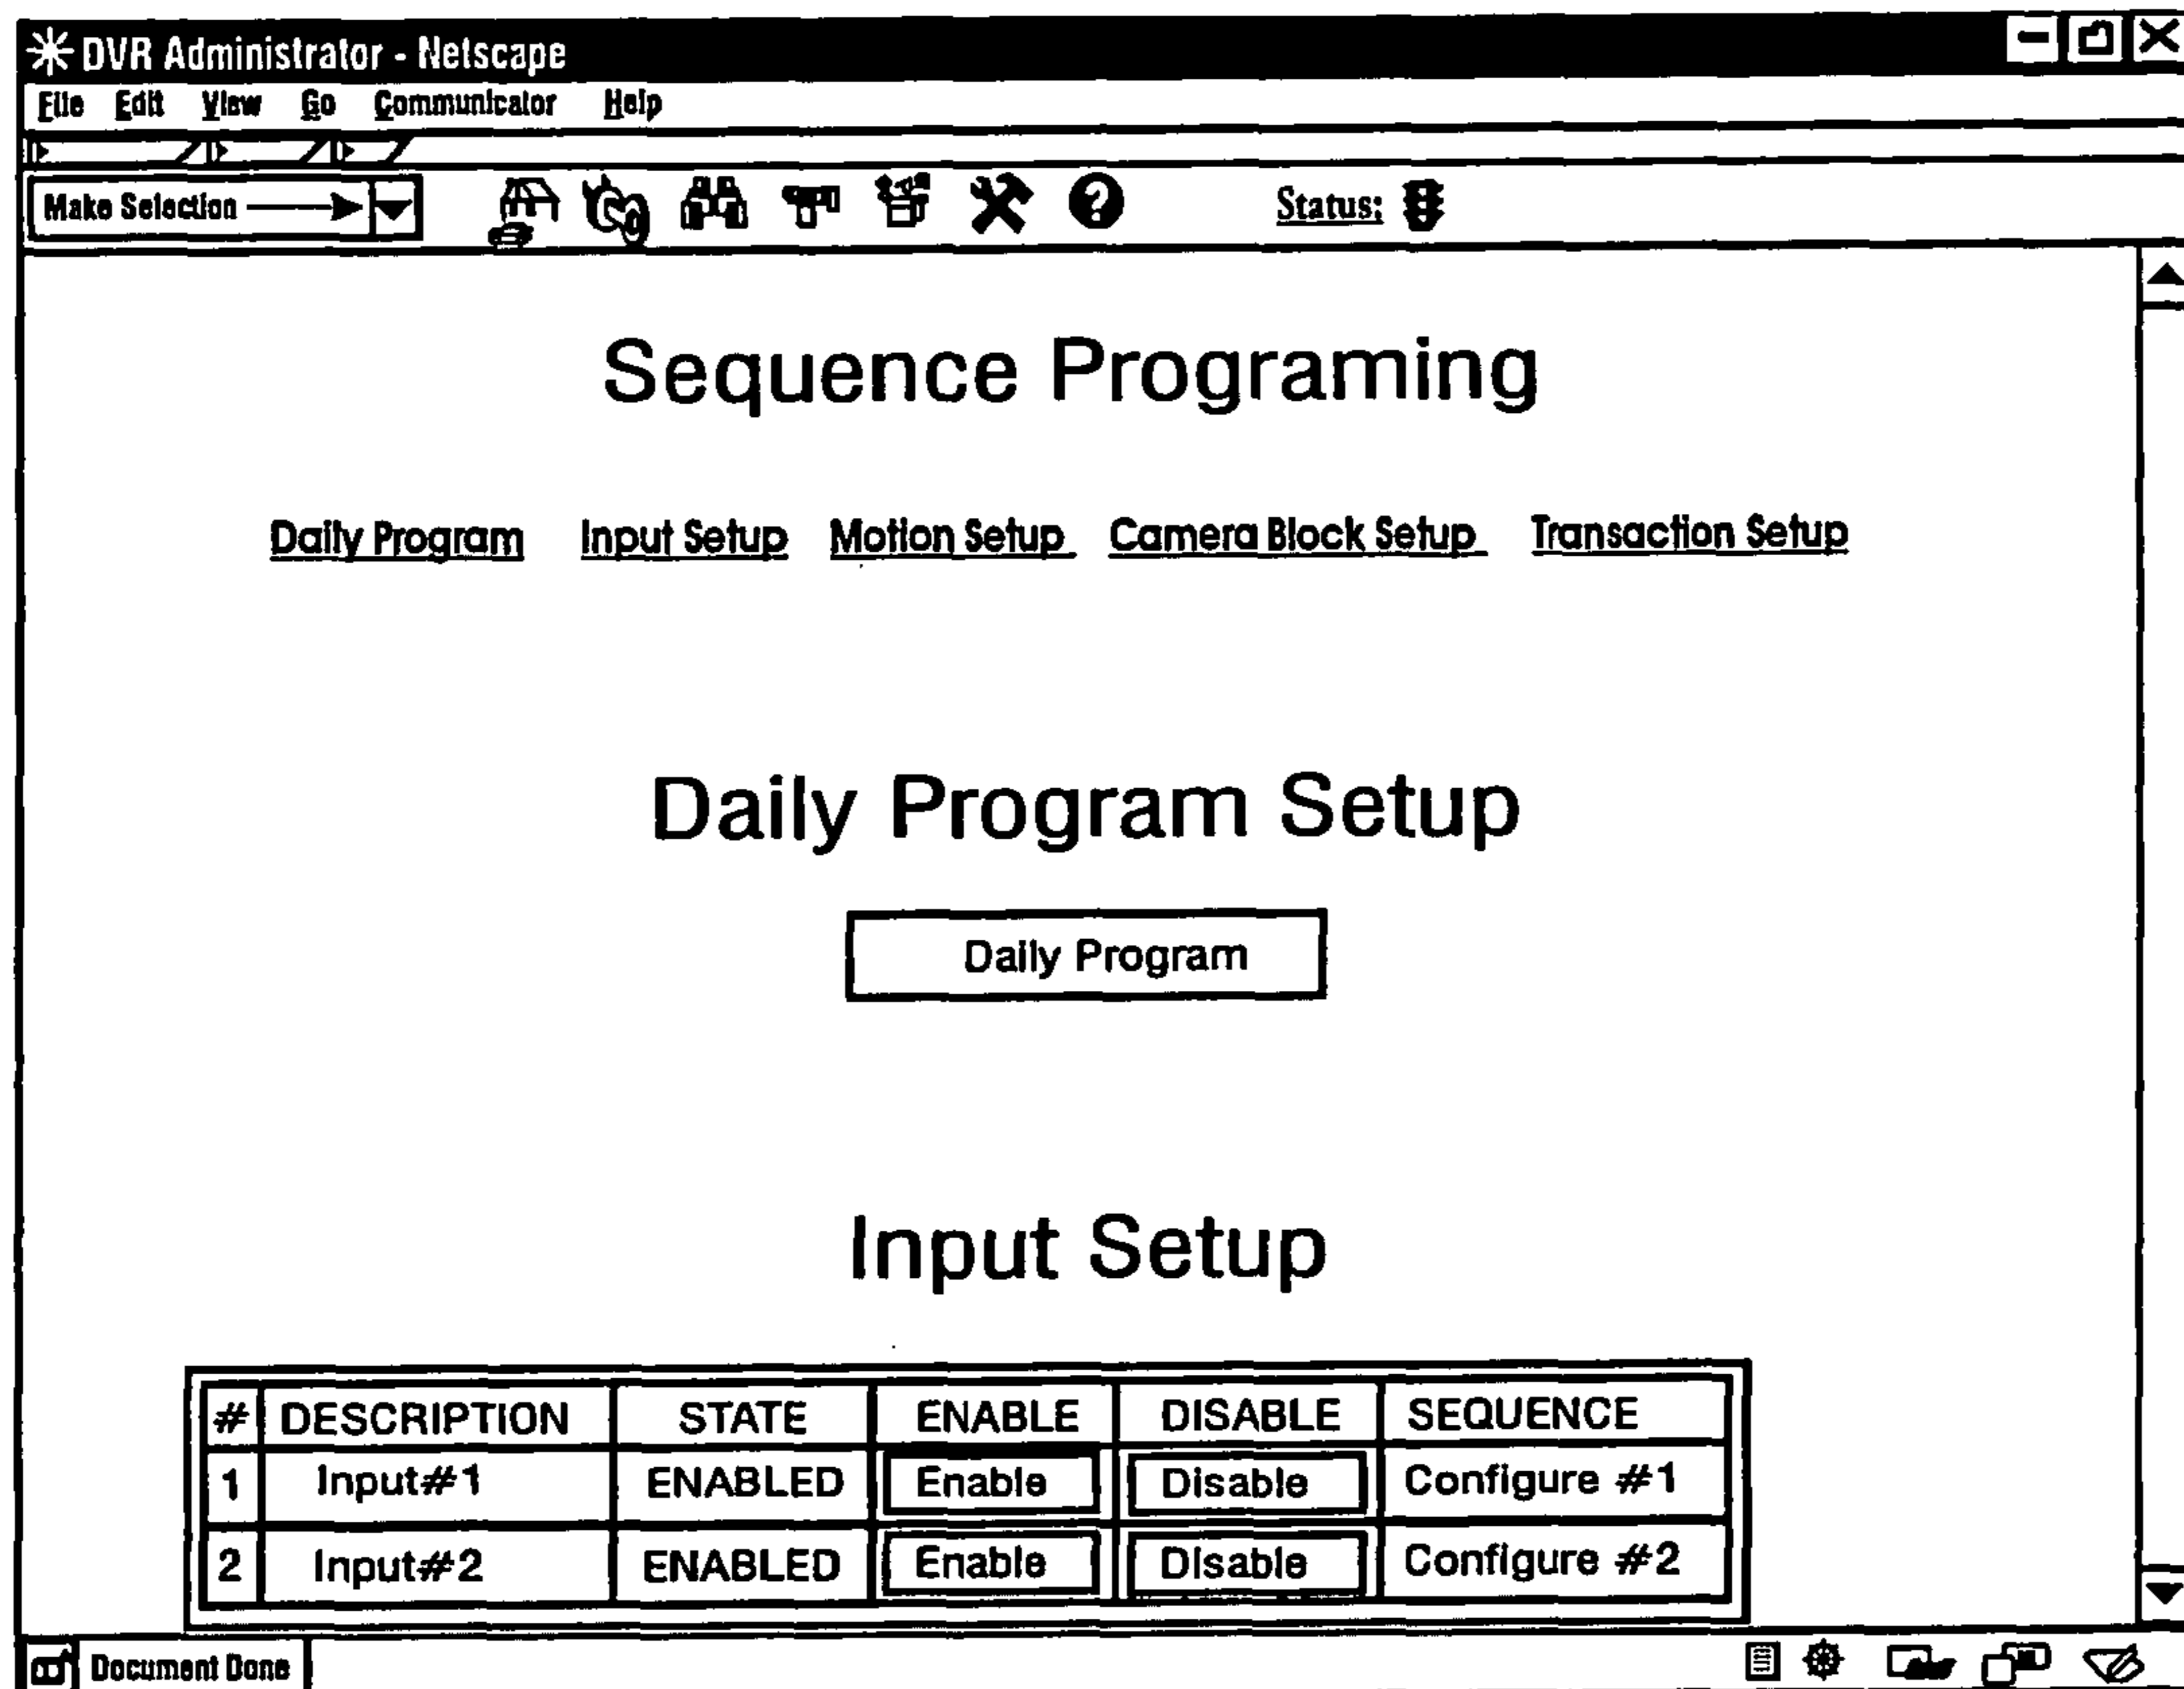 DVR Administrator - Netscape
File Edit View Go Communicator Help
Make Selection Status:
Sequence Programing
Daily Program Input Setup Motion Setup Camera Block Setup Transaction Setup
Daily Program Setup
Daily Program
Input Setup
# DESCRIPTION STATE ENABLE DISABLE SEQUENCE
1 Input#1 ENABLED Enable Disable Configure #1
2 Input#2 ENABLED Enable Disable Configure #2
Document Done